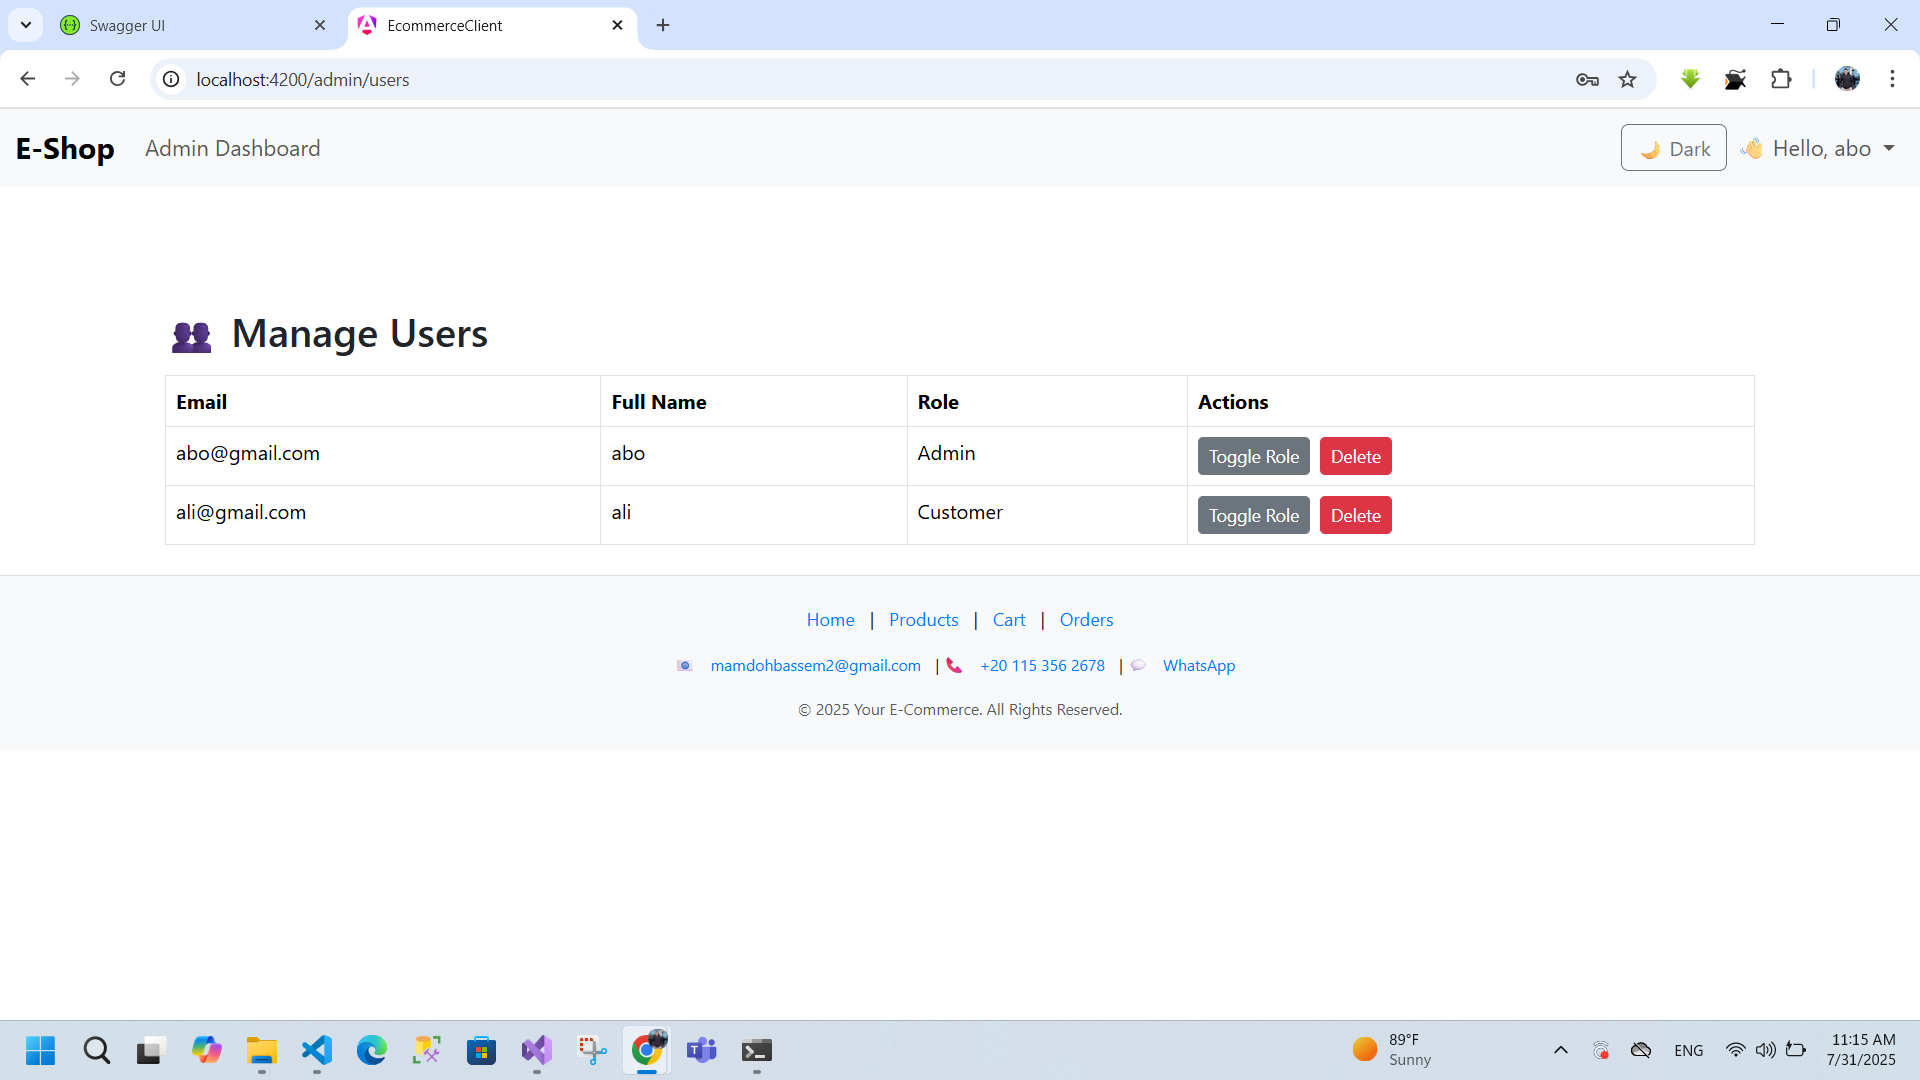 Swagger UI
EcommerceClient
localhost:4200/admin/users
E-Shop Admin Dashboard Dark Hello, abo
Manage Users
Email Full Name Role Actions
abo@gmail.com abo Admin Toggle Role Delete
ali@gmail.com ali Customer Toggle Role Delete
Home | Products | Cart | Orders
mamdohbassem2@gmail.com | +20 115 356 2678 | WhatsApp
© 2025 Your E-Commerce. All Rights Reserved.
89°F
Sunny
ENG
11:15 AM
7/31/2025